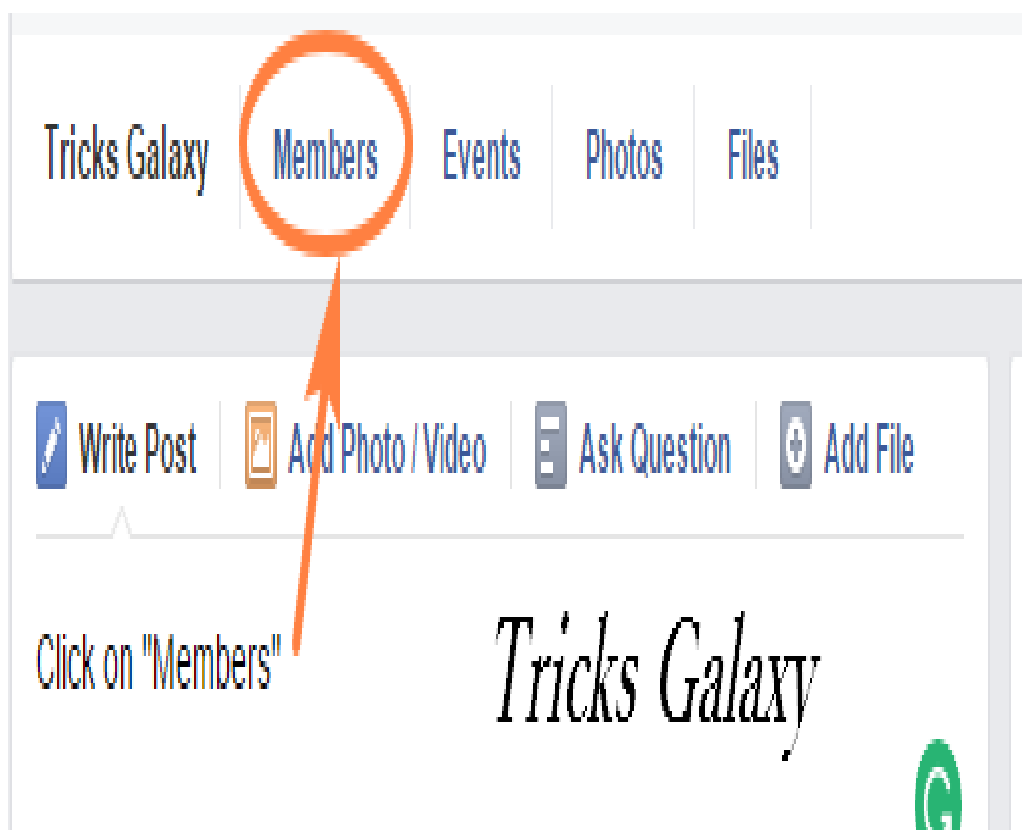 Tricks Galaxy Members Events Photos Files
Write Post Add Photo / Video Ask Question Add File
Click on "Members"
Tricks Galaxy
G